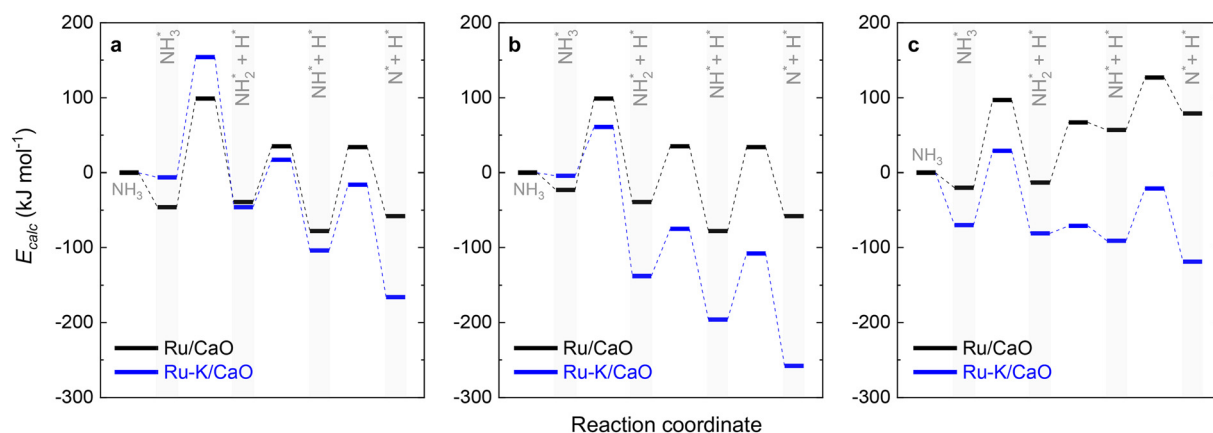 a
NH₃*
NH₂* + H*
NH* + H*
N* + H*
200
100
0
-100
-200
-300
NH₃
Ru/CaO
Ru-K/CaO
b
NH₃*
NH₂* + H*
NH* + H*
N* + H*
200
100
0
-100
-200
-300
NH₃
Ru/CaO
Ru-K/CaO
c
NH₃*
NH₂* + H*
NH* + H*
N* + H*
200
100
0
-100
-200
-300
NH₃
Ru/CaO
Ru-K/CaO
E_calc (kJ mol⁻¹)
Reaction coordinate